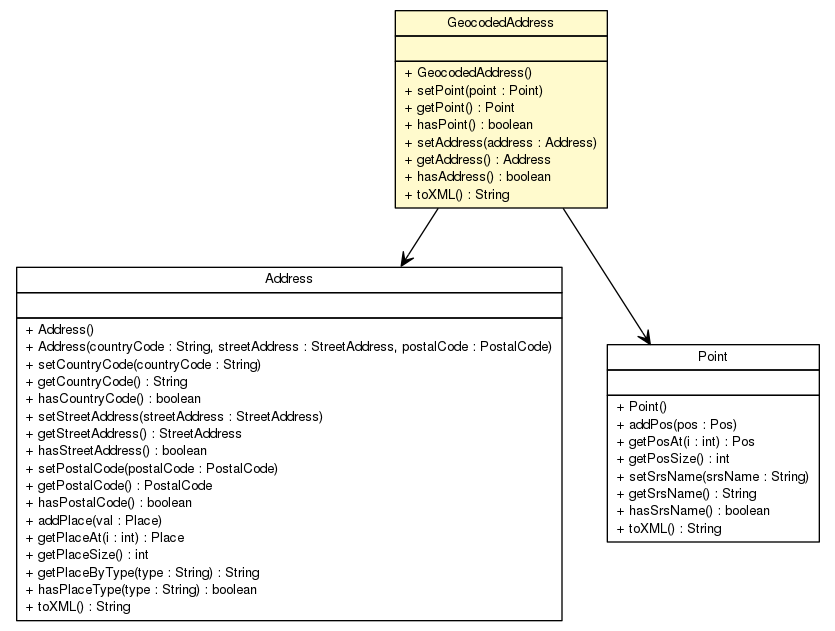 GeocodedAddress
+ GeocodedAddress()
+ setPoint(point : Point)
+ getPoint() : Point
+ hasPoint() : boolean
+ setAddress(address : Address)
+ getAddress() : Address
+ hasAddress() : boolean
+ toXML() : String
Address
+ Address()
+ Address(countryCode : String, streetAddress : StreetAddress, postalCode : PostalCode)
+ setCountryCode(countryCode : String)
+ getCountryCode() : String
+ hasCountryCode() : boolean
+ setStreetAddress(streetAddress : StreetAddress)
+ getStreetAddress() : StreetAddress
+ hasStreetAddress() : boolean
+ setPostalCode(postalCode : PostalCode)
+ getPostalCode() : PostalCode
+ hasPostalCode() : boolean
+ addPlace(val : Place)
+ getPlaceAt(i : int) : Place
+ getPlaceSize() : int
+ getPlaceByType(type : String) : String
+ hasPlaceType(type : String) : boolean
+ toXML() : String
Point
+ Point()
+ addPos(pos : Pos)
+ getPosAt(i : int) : Pos
+ getPosSize() : int
+ setSrsName(srsName : String)
+ getSrsName() : String
+ hasSrsName() : boolean
+ toXML() : String